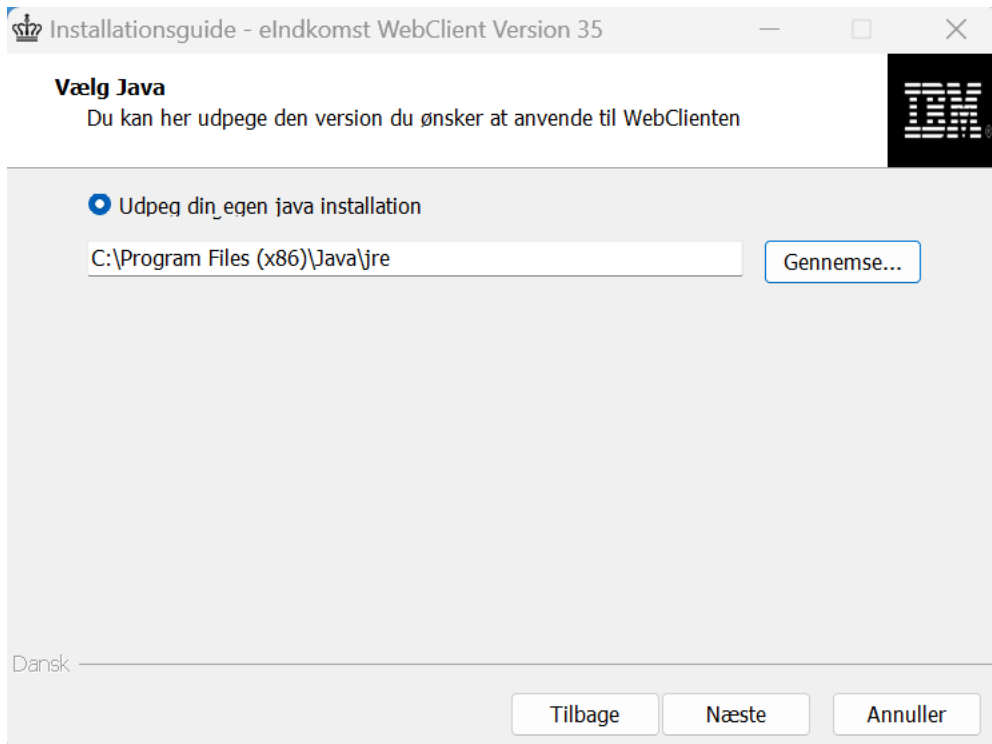 Installationsguide - eIndkomst WebClient Version 35
Vælg Java
Du kan her udpege den version du ønsker at anvende til WebClienten
IBM®
Udpeg din egen java installation
C:\Program Files (x86)\Java\jre
Gennemse...
Dansk
Tilbage
Næste
Annuller